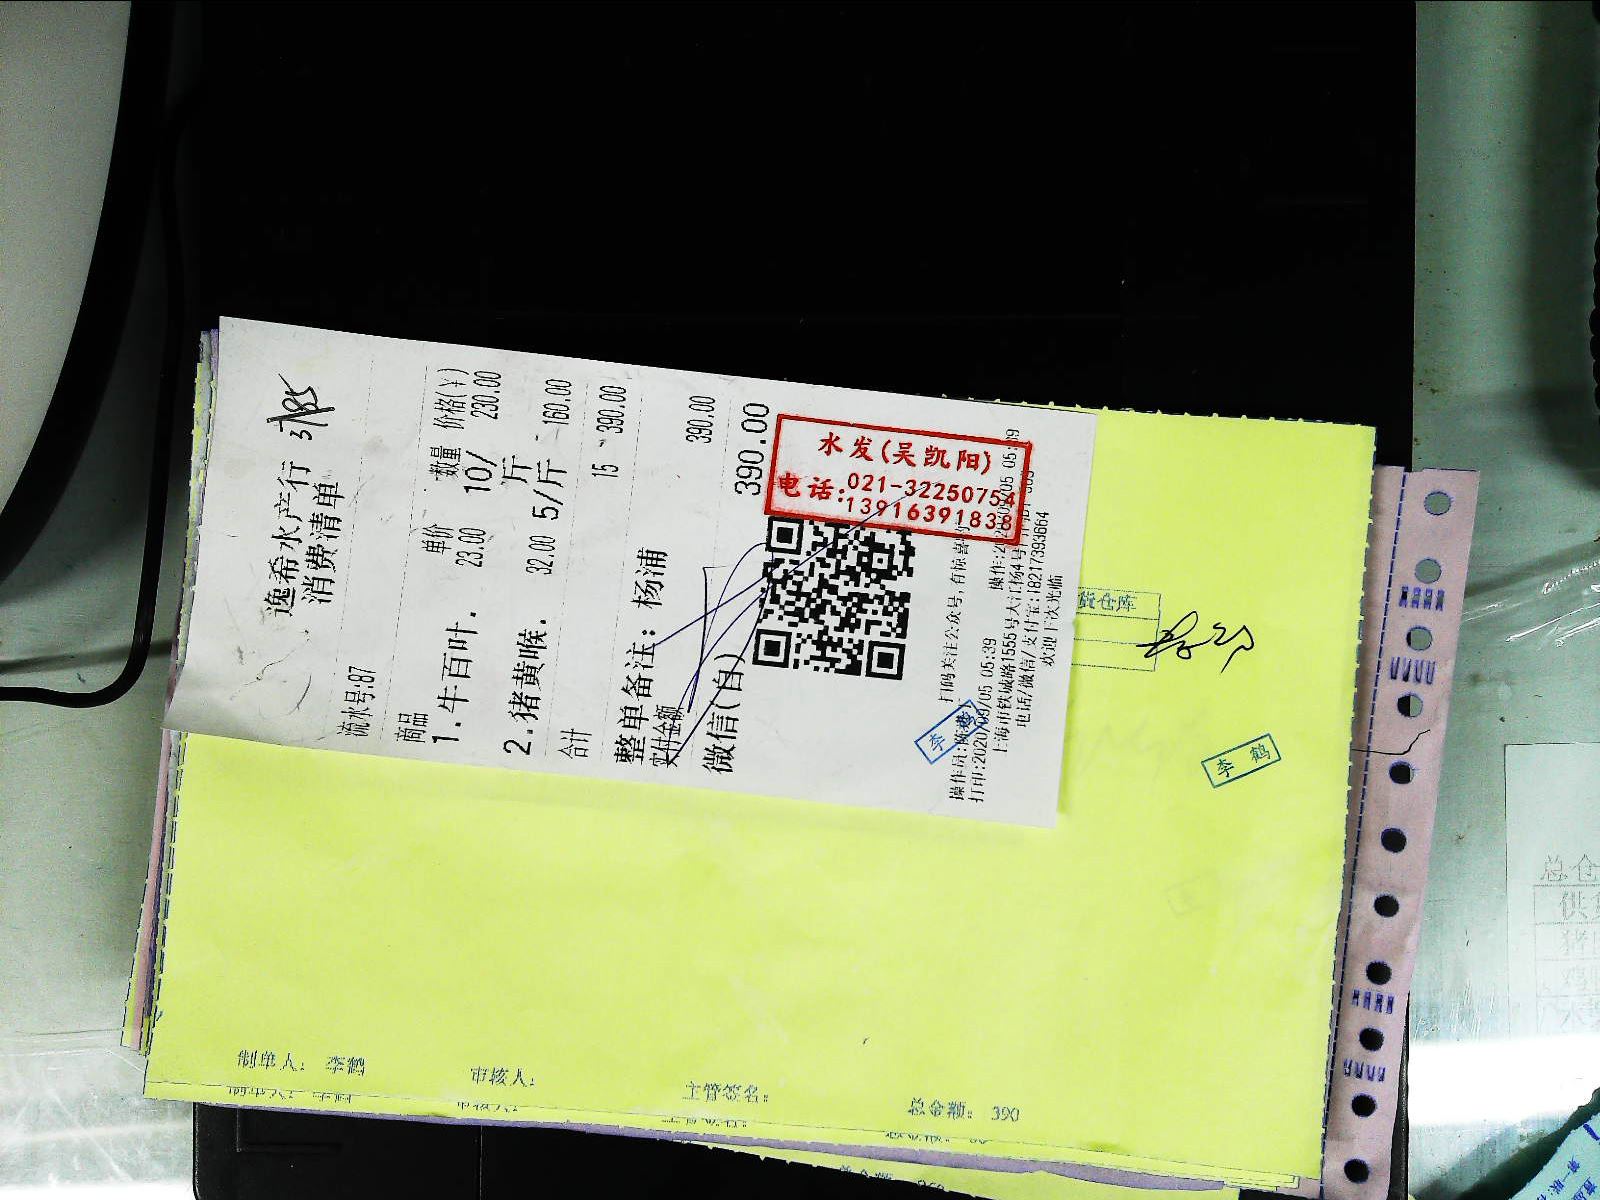 逸希水产行
消费清单
3/85
流水号:87
商品 单价 数量 价格(¥)
1.牛百叶. 23.00 10/斤 230.00
2.猪黄喉. 32.00 5/斤 160.00
合计 15 390.00
整单备注: 杨浦
实付金额 390.00
微信(自) 390.00
水发(吴凯阳)
电话:021-32250754
13916391838
扫码关注公众号,有惊喜
打印:2020/09/05 05:39
上海市铁城路1555号大江杨4号
电话/微信/支付宝:18217393664
欢迎下次光临
李鹤
李鹤
制单人: 李鹤
审核人:
主管签名:
总金额: 390
总仓